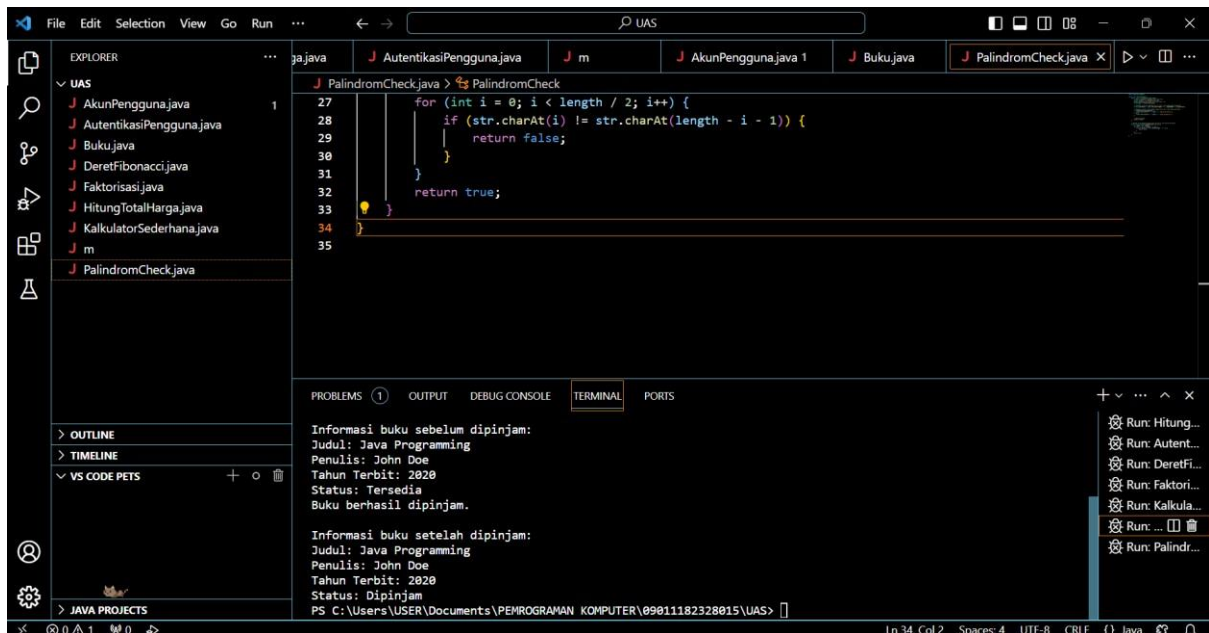 File Edit Selection View Go Run ··· UAS
EXPLORER ···
UAS
AkunPengguna.java 1
AutentikasiPengguna.java
Buku.java
DeretFibonacci.java
Faktorisasi.java
HitungTotalHarga.java
KalkulatorSederhana.java
m
PalindromCheck.java
OUTLINE
TIMELINE
VS CODE PETS
JAVA PROJECTS
ga.java AutentikasiPengguna.java m AkunPengguna.java 1 Buku.java PalindromCheck.java
PalindromCheck.java > PalindromCheck
27 for (int i = 0; i < length / 2; i++) {
28 if (str.charAt(i) != str.charAt(length - i - 1)) {
29 return false;
30 }
31 }
32 return true;
33 }
34 }
35
PROBLEMS 1 OUTPUT DEBUG CONSOLE TERMINAL PORTS
Informasi buku sebelum dipinjam:
Judul: Java Programming
Penulis: John Doe
Tahun Terbit: 2020
Status: Tersedia
Buku berhasil dipinjam.
Informasi buku setelah dipinjam:
Judul: Java Programming
Penulis: John Doe
Tahun Terbit: 2020
Status: Dipinjam
PS C:\Users\USER\Documents\PEMROGRAMAN KOMPUTER\09011182328015\UAS>
Run: Hitung...
Run: Autent...
Run: DeretFi...
Run: Faktori...
Run: Kalkula...
Run: ...
Run: Palindr...
0 1 0 Ln 34, Col 2 Spaces: 4 UTF-8 CRLF {} Java